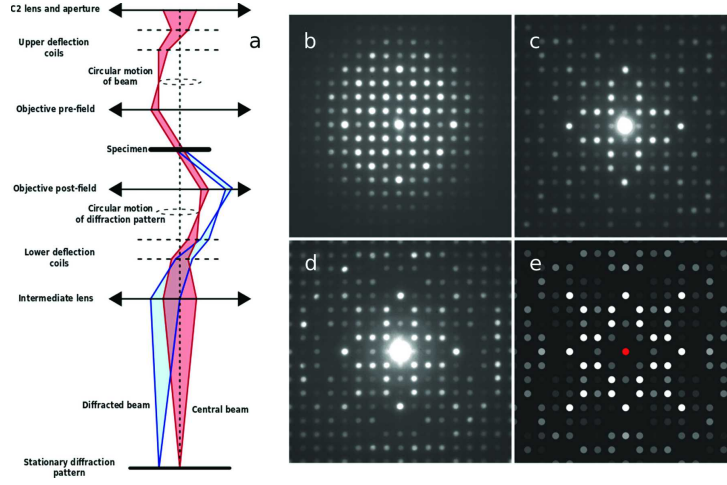 C2 lens and aperture
a
Upper deflection
coils
Circular motion
of beam
Objective pre-field
Specimen
Objective post-field
Circular motion
of diffraction pattern
Lower deflection
coils
Intermediate lens
Diffracted beam
Central beam
Stationary diffraction
pattern
b
c
d
e